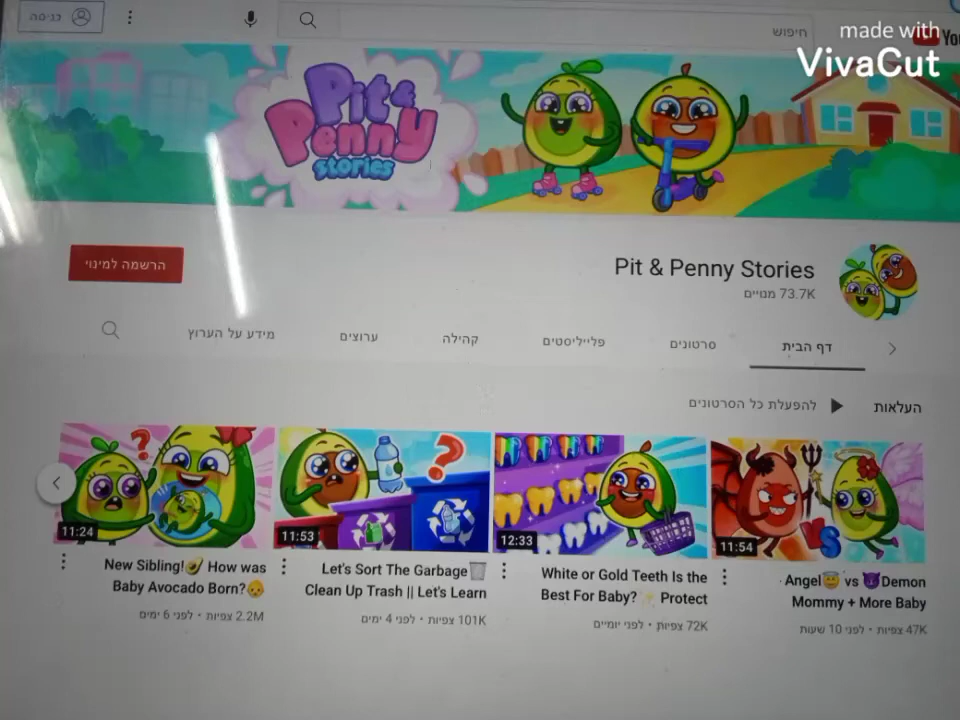 כניסה
חיפוש
made with
VivaCut
Pit &
Penny
Stories
Pit & Penny Stories
73.7K מנויים
הרשמה למינוי
דף הבית
סרטונים
פלייליסטים
קהילה
ערוצים
מידע על הערוץ
העלאות
להפעלת כל הסרטונים
11:54
VS
Angel😇 vs 😈Demon
Mommy + More Baby
47K צפיות • לפני 10 שעות
12:33
White or Gold Teeth Is the
Best For Baby?✨ Protect
72K צפיות • לפני יומיים
?
11:53
Let's Sort The Garbage🗑️
Clean Up Trash || Let's Learn
101K צפיות • לפני 4 ימים
?
11:24
New Sibling!🥑 How was
Baby Avocado Born?👶
2.2M צפיות • לפני 6 ימים